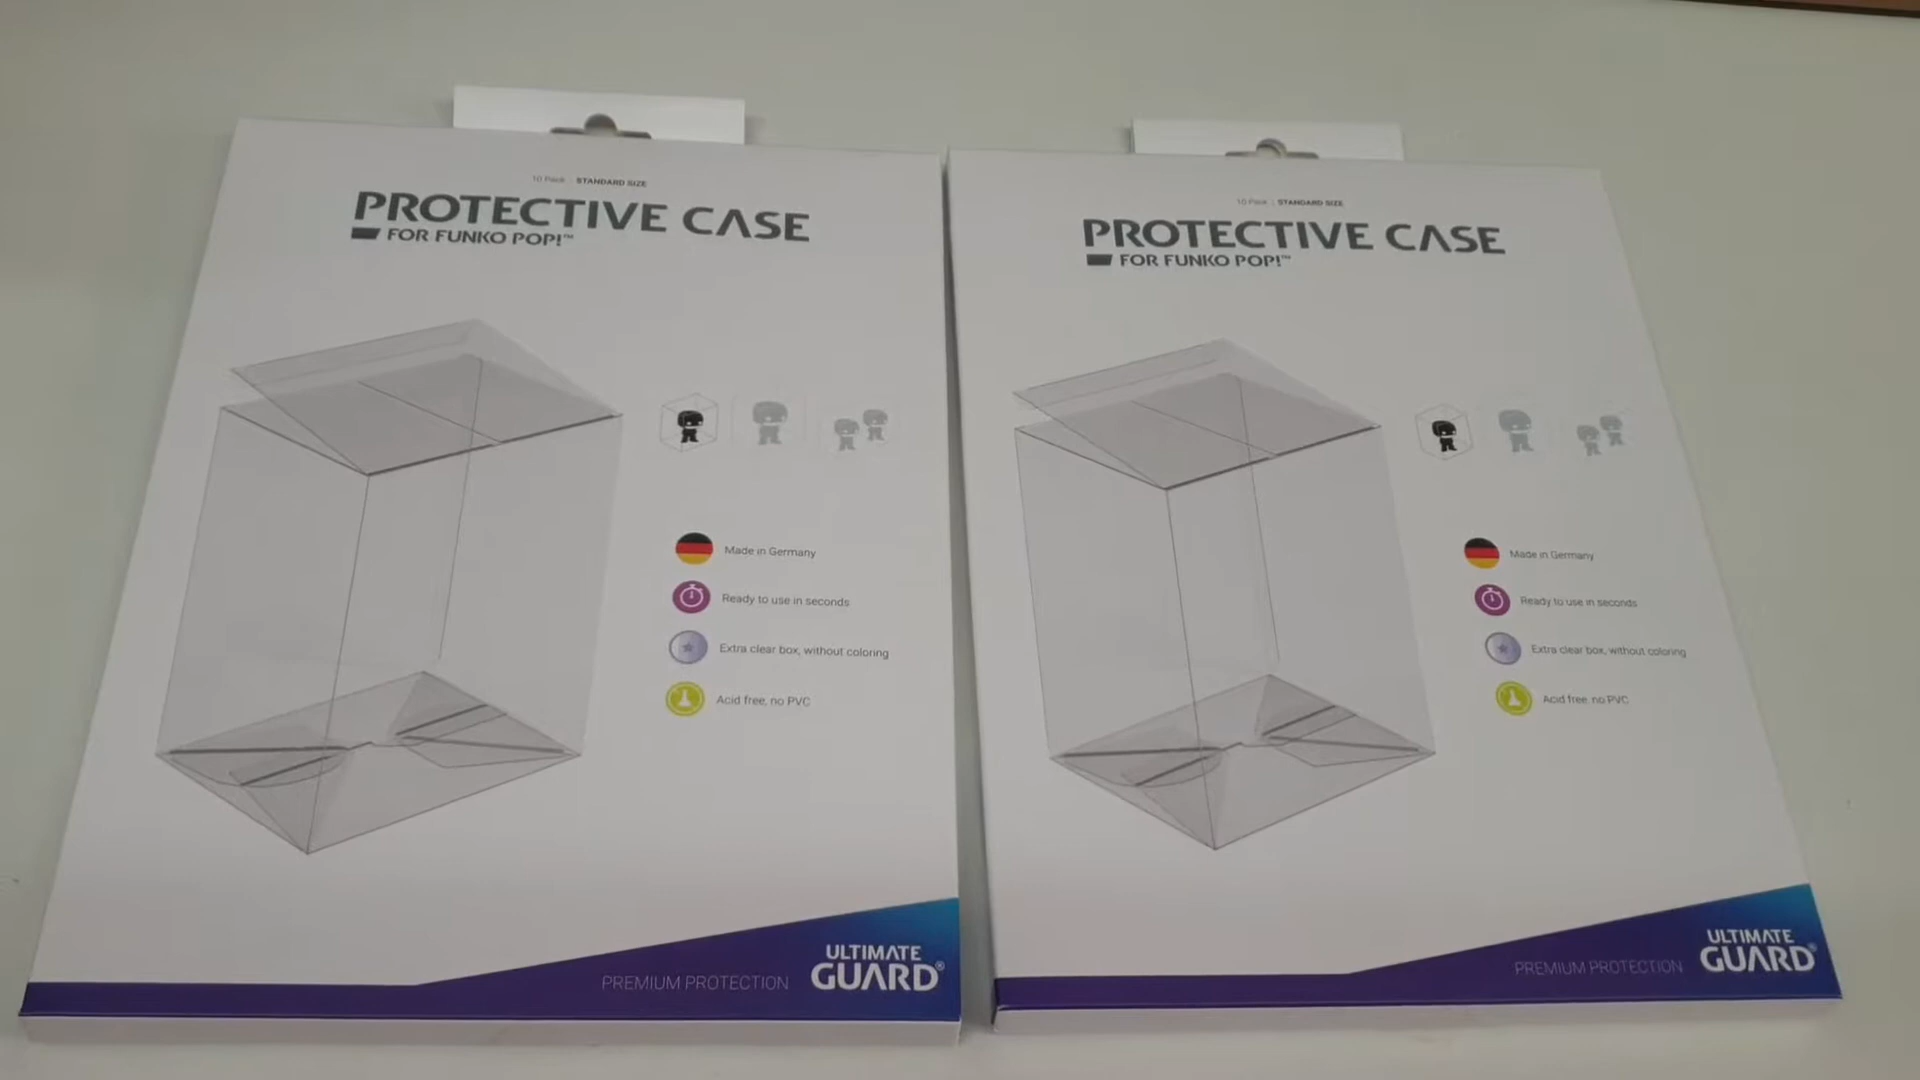 10 Pack | STANDARD SIZE
PROTECTIVE CASE
FOR FUNKO POP!™
Made in Germany
Ready to use in seconds
Extra clear box, without coloring
Acid free, no PVC
PREMIUM PROTECTION
ULTIMATE
GUARD®
10 Pack | STANDARD SIZE
PROTECTIVE CASE
FOR FUNKO POP!™
Made in Germany
Ready to use in seconds
Extra clear box, without coloring
Acid free, no PVC
PREMIUM PROTECTION
ULTIMATE
GUARD®